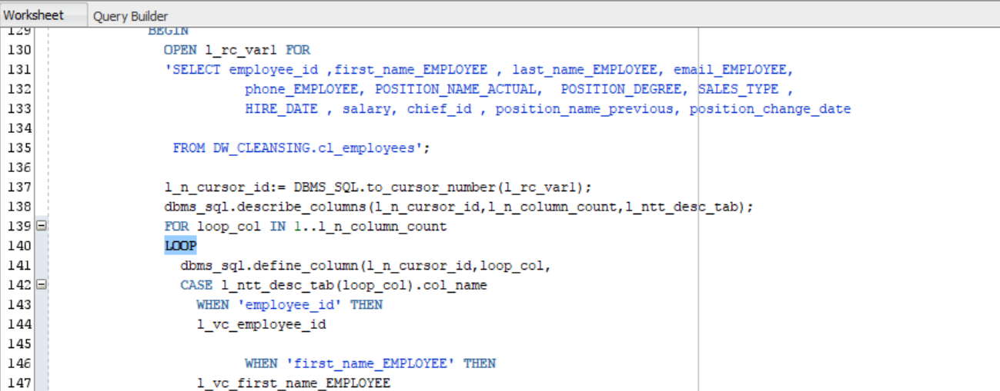 Worksheet Query Builder
129 BEGIN
130 OPEN l_rc_var1 FOR
131 'SELECT employee_id ,first_name_EMPLOYEE , last_name_EMPLOYEE, email_EMPLOYEE,
132 phone_EMPLOYEE, POSITION_NAME_ACTUAL, POSITION_DEGREE, SALES_TYPE ,
133 HIRE_DATE , salary, chief_id , position_name_previous, position_change_date
134
135 FROM DW_CLEANSING.cl_employees';
136
137 l_n_cursor_id:= DBMS_SQL.to_cursor_number(l_rc_var1);
138 dbms_sql.describe_columns(l_n_cursor_id,l_n_column_count,l_ntt_desc_tab);
139 FOR loop_col IN 1..l_n_column_count
140 LOOP
141 dbms_sql.define_column(l_n_cursor_id,loop_col,
142 CASE l_ntt_desc_tab(loop_col).col_name
143 WHEN 'employee_id' THEN
144 l_vc_employee_id
145
146 WHEN 'first_name_EMPLOYEE' THEN
147 l_vc_first_name_EMPLOYEE